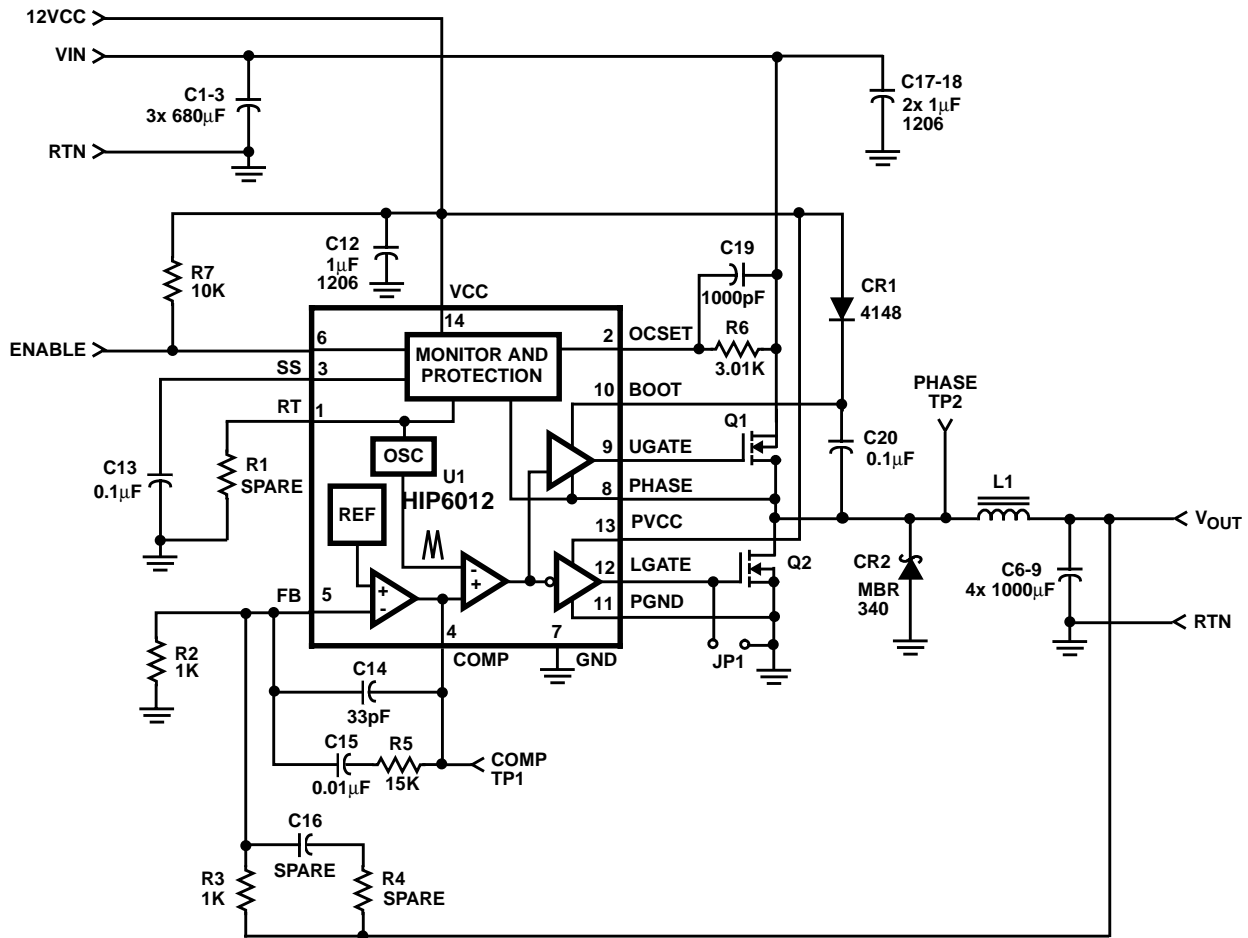 12VCC
VIN
C1-3
3x 680μF
RTN
C17-18
2x 1μF
1206
C12
1μF
1206
R7
10K
VCC
14
C19
1000pF
CR1
4148
ENABLE
6
MONITOR AND
PROTECTION
2
OCSET
R6
3.01K
SS
3
10
BOOT
PHASE
TP2
RT
1
Q1
C20
0.1μF
OSC
9
UGATE
C13
0.1μF
R1
SPARE
U1
HIP6012
8
PHASE
L1
REF
13
PVCC
VOUT
- +
12
LGATE
Q2
CR2
MBR
340
C6-9
4x 1000μF
FB
5
+ -
11
PGND
RTN
R2
1K
4
COMP
7
GND
JP1
C14
33pF
C15
0.01μF
R5
15K
COMP
TP1
C16
SPARE
R3
1K
R4
SPARE